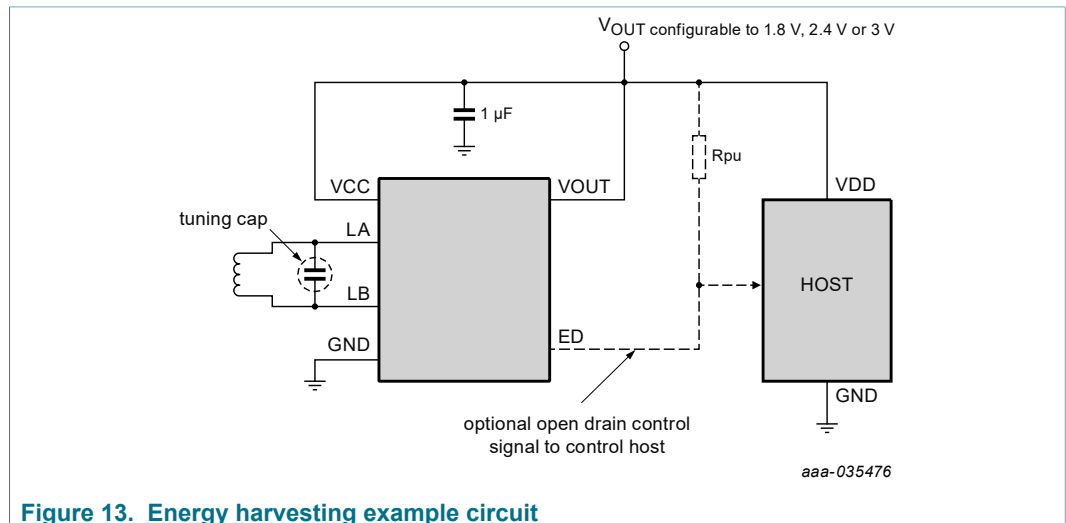 VOUT configurable to 1.8 V, 2.4 V or 3 V
1 µF
Rpu
VCC
VOUT
VDD
tuning cap
LA
LB
HOST
GND
ED
GND
optional open drain control
signal to control host
aaa-035476
Figure 13. Energy harvesting example circuit